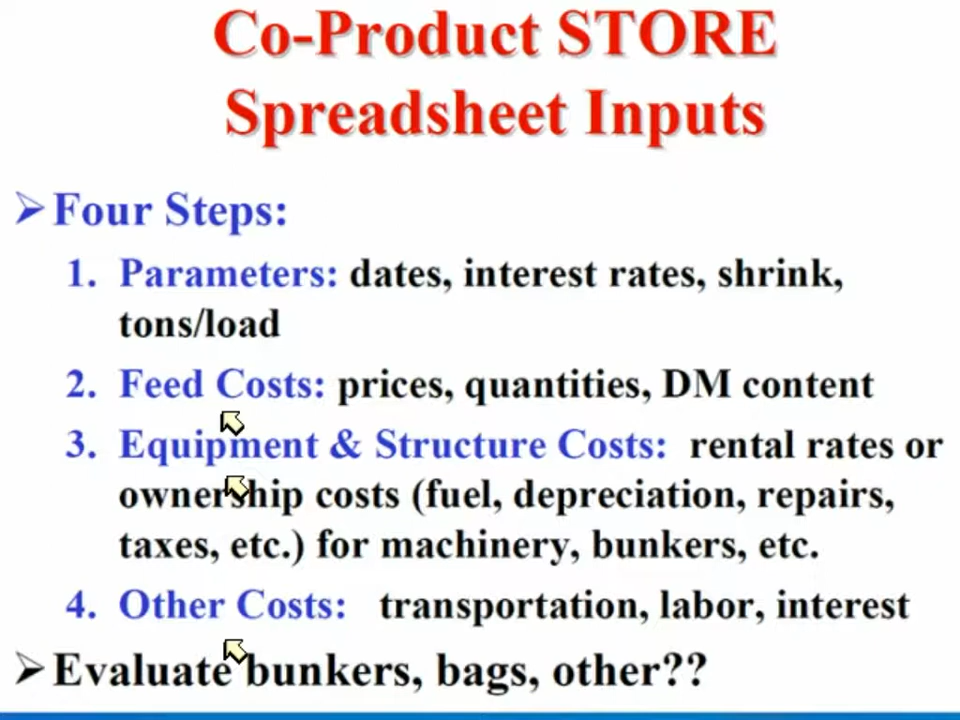 Co-Product STORE
Spreadsheet Inputs
Four Steps:
1. Parameters: dates, interest rates, shrink,
tons/load
2. Feed Costs: prices, quantities, DM content
3. Equipment & Structure Costs: rental rates or
ownership costs (fuel, depreciation, repairs,
taxes, etc.) for machinery, bunkers, etc.
4. Other Costs: transportation, labor, interest
Evaluate bunkers, bags, other??